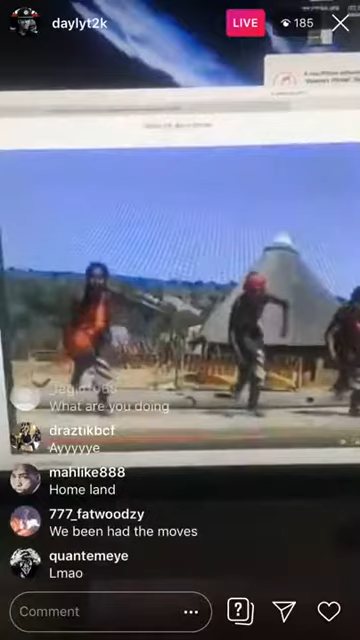 daylyt2k
LIVE
185
What are you doing
draztikbcf
Ayyyyye
mahlike888
Home land
777_fatwoodzy
We been had the moves
quantemeye
Lmao
Comment